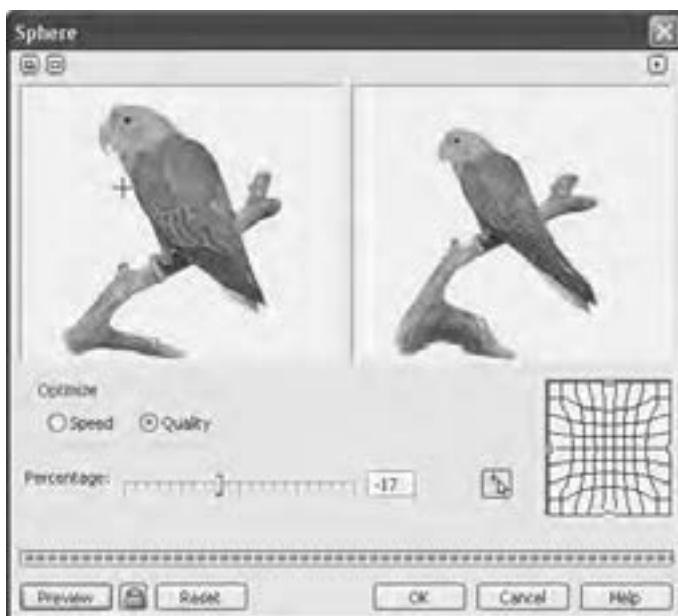 Sphere
Optimize
Speed Quality
Percentage: -17
Preview Reset OK Cancel Help